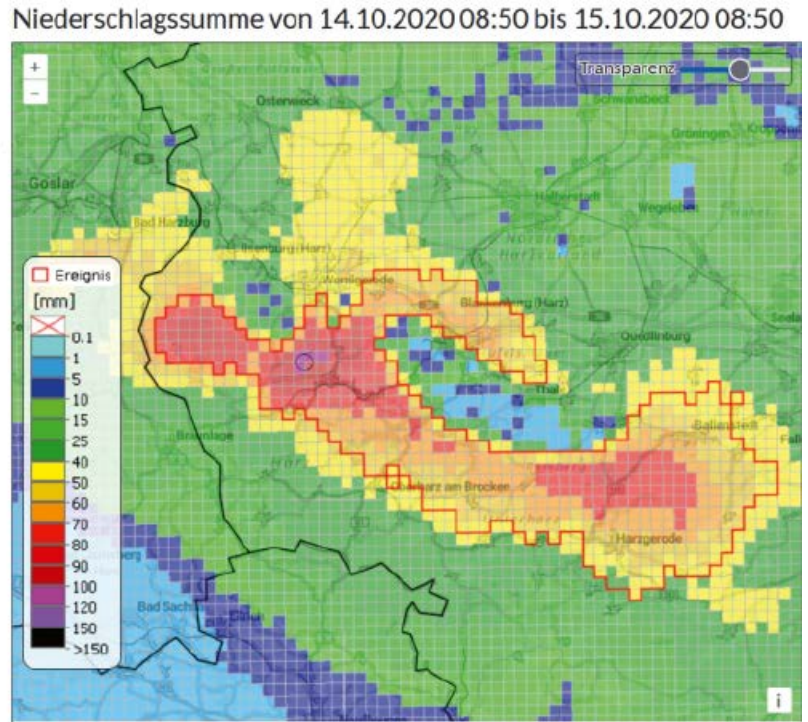 Niederschlagssumme von 14.10.2020 08:50 bis 15.10.2020 08:50
+
−
Transparenz
Osterwieck
Schwanebeck
Gröningen
Goslar
Halberstadt
Wegeleben
Bad Harzburg
Nördliches
Harzvorland
Ilsenburg (Harz)
Ereignis
Wernigerode
[mm]
Blankenburg (Harz)
0.1
1
Quedlinburg
5
10
Thale
15
25
Ballenstedt
40
Braunlage
50
Oberharz am Brocken
60
70
Harzgerode
80
90
100
Bad Sachsa
120
150
>150
i